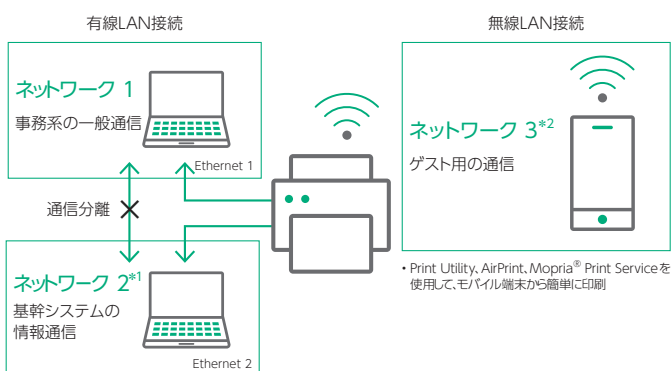 有線LAN接続
無線LAN接続
ネットワーク 1
事務系の一般通信
Ethernet 1
通信分離
ネットワーク 2*1
基幹システムの
情報通信
Ethernet 2
ネットワーク 3*2
ゲスト用の通信
・Print Utility、AirPrint、Mopria® Print Serviceを
使用して、モバイル端末から簡単に印刷